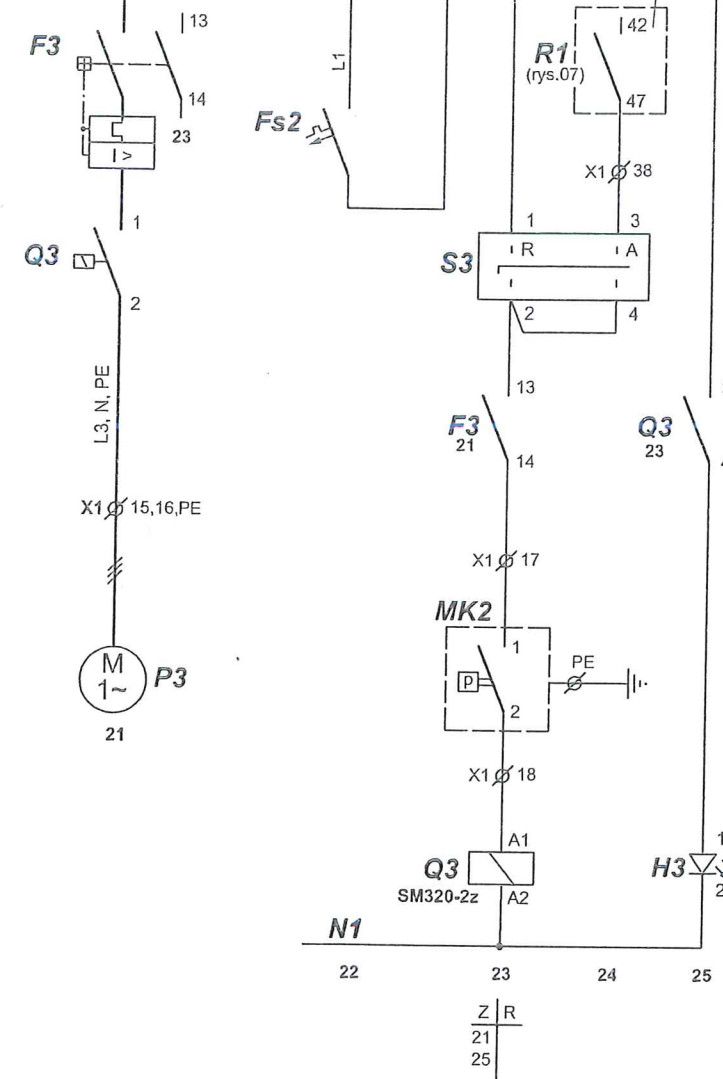 13
F3
14
23
I >
1
Q3
2
L3, N, PE
X1 15,16,PE
M
1~
P3
21
L1
Fs2
42
R1
(rys.07)
47
X1 38
1 3
R A
S3
2 4
13
F3
21
14
X1 17
MK2
1
p
2
PE
X1 18
A1
Q3
SM320-2z
A2
Q3
23
1
H3
2
N1
22 23 24 25
Z R
21
25